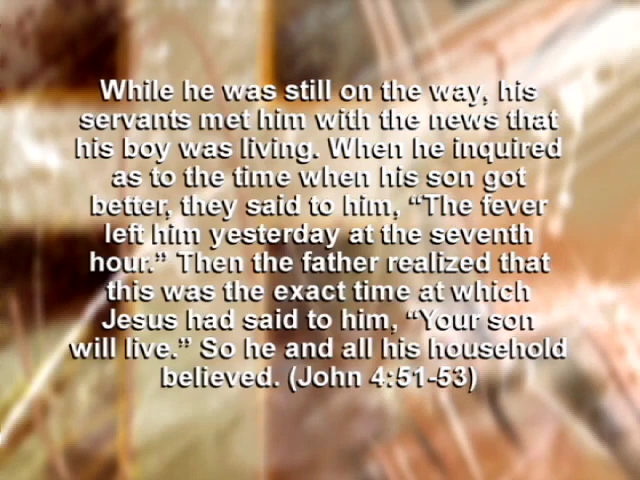 While he was still on the way, his
servants met him with the news that
his boy was living. When he inquired
as to the time when his son got
better, they said to him, “The fever
left him yesterday at the seventh
hour.” Then the father realized that
this was the exact time at which
Jesus had said to him, “Your son
will live.” So he and all his household
believed. (John 4:51-53)